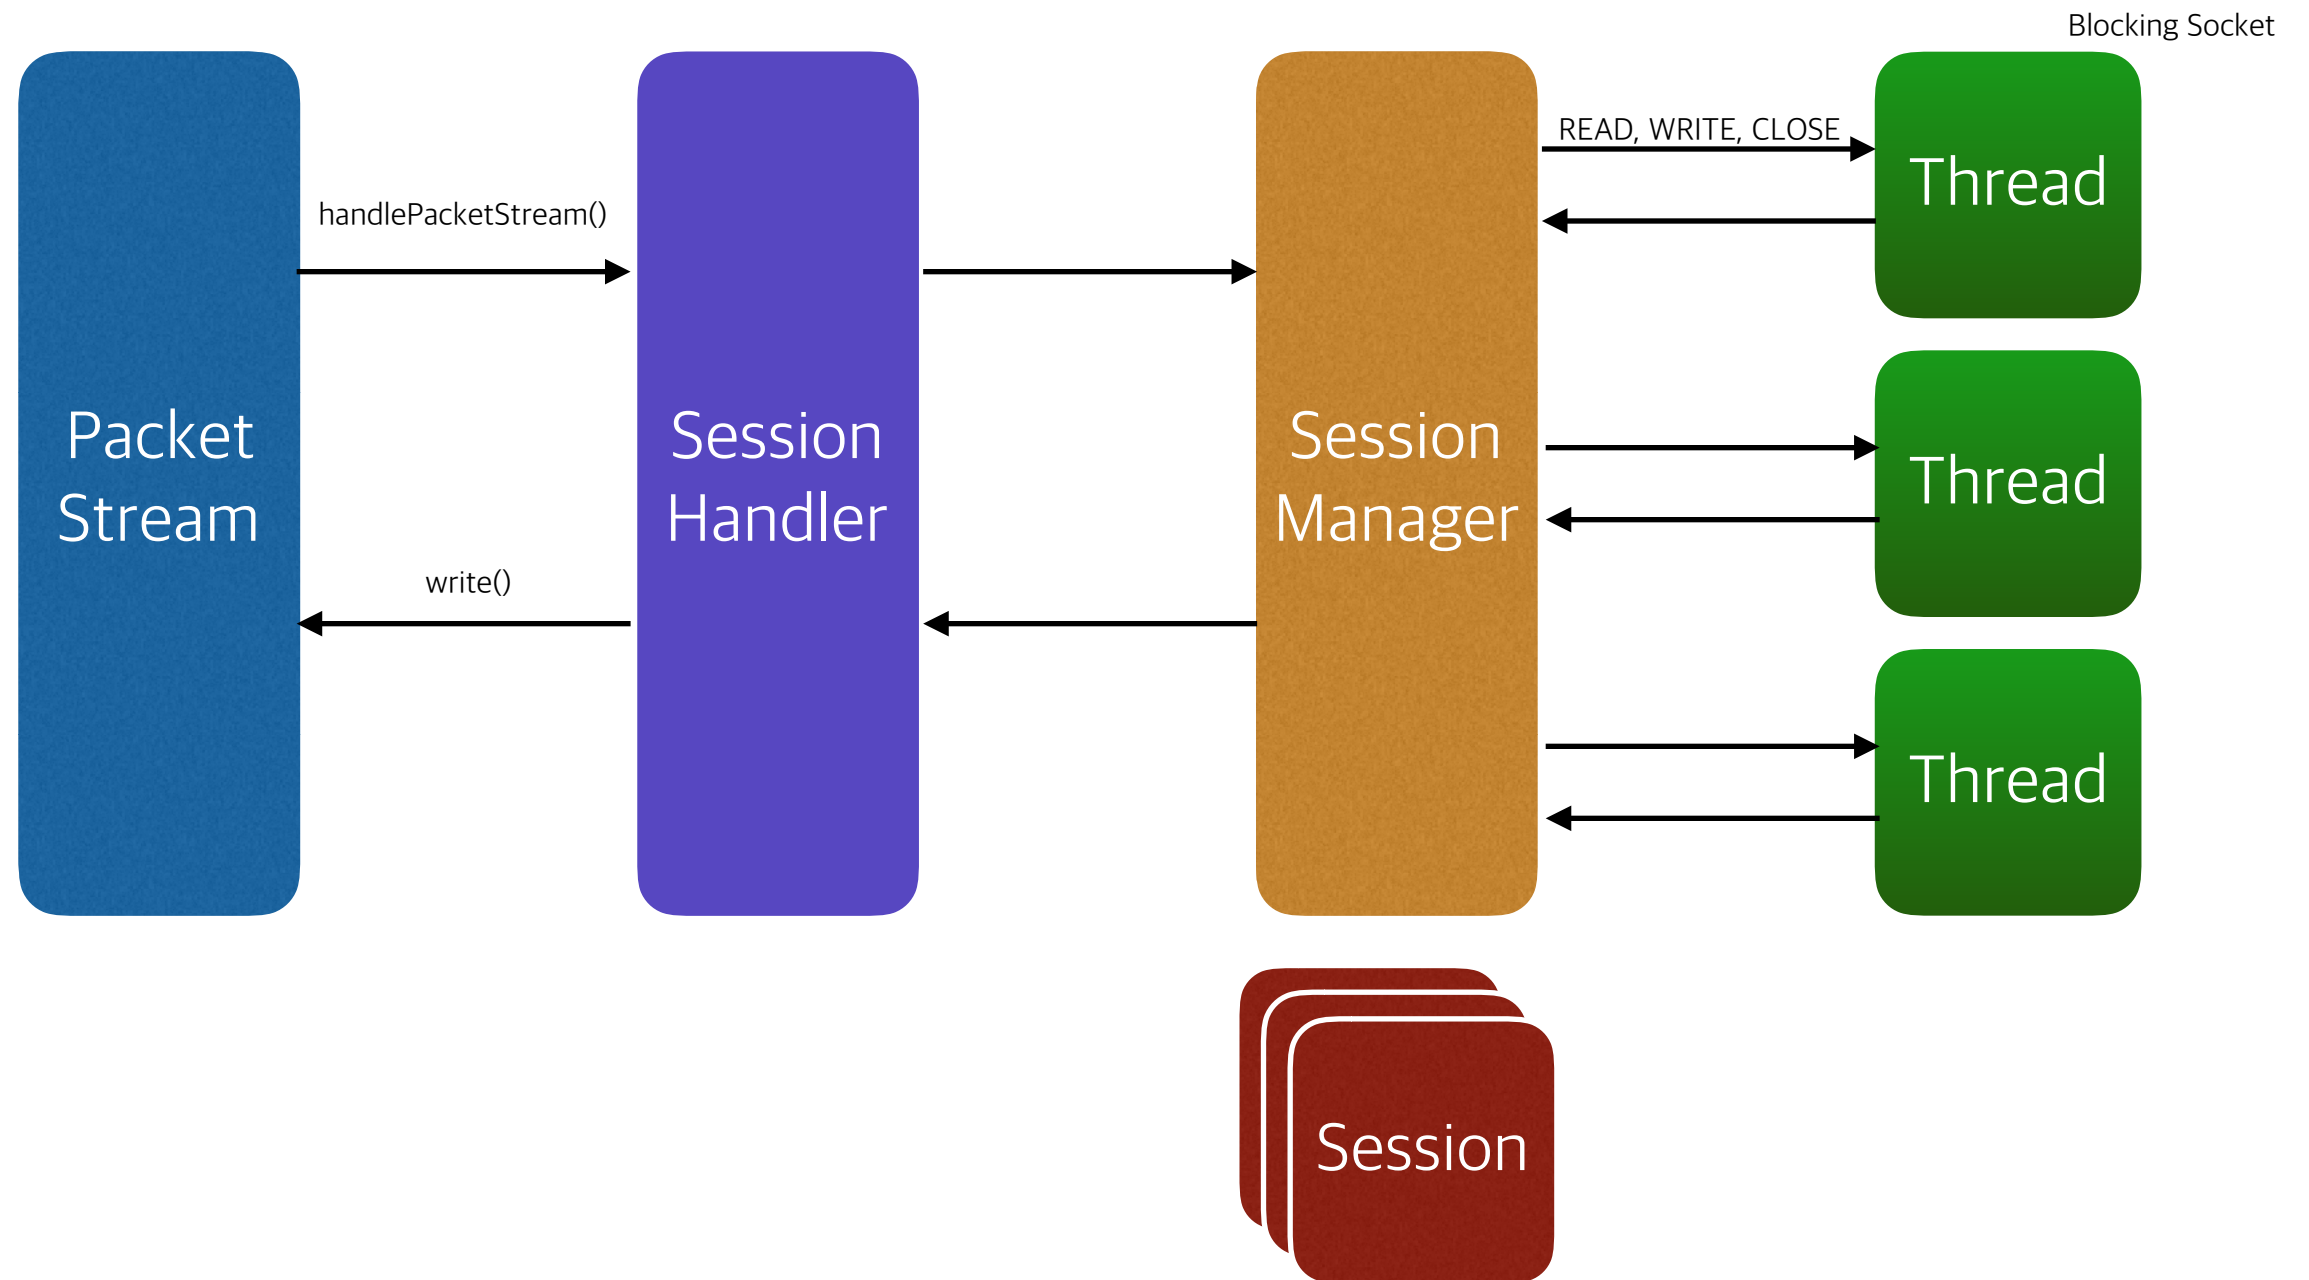 Blocking Socket
READ, WRITE, CLOSE
Thread
handlePacketStream()
Packet
Stream
Session
Handler
Session
Manager
Thread
write()
Thread
Session